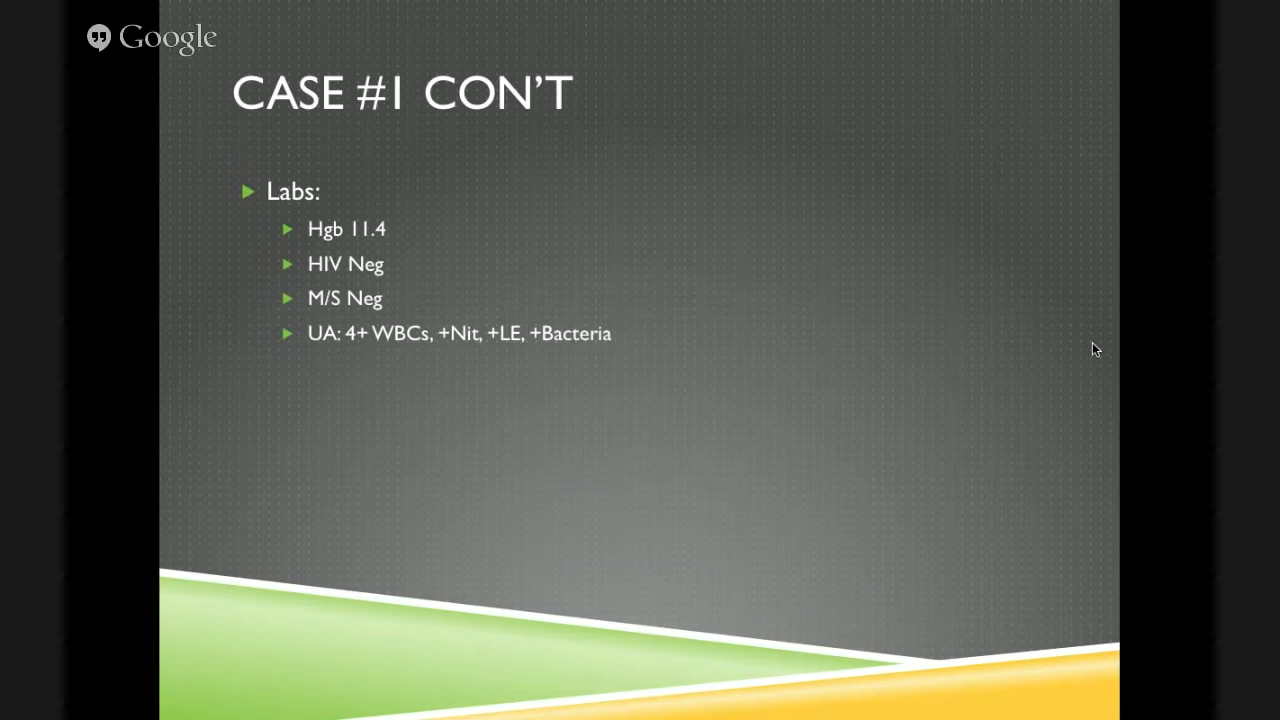 Google
CASE #1 CON’T
Labs:
Hgb 11.4
HIV Neg
M/S Neg
UA: 4+ WBCs, +Nit, +LE, +Bacteria